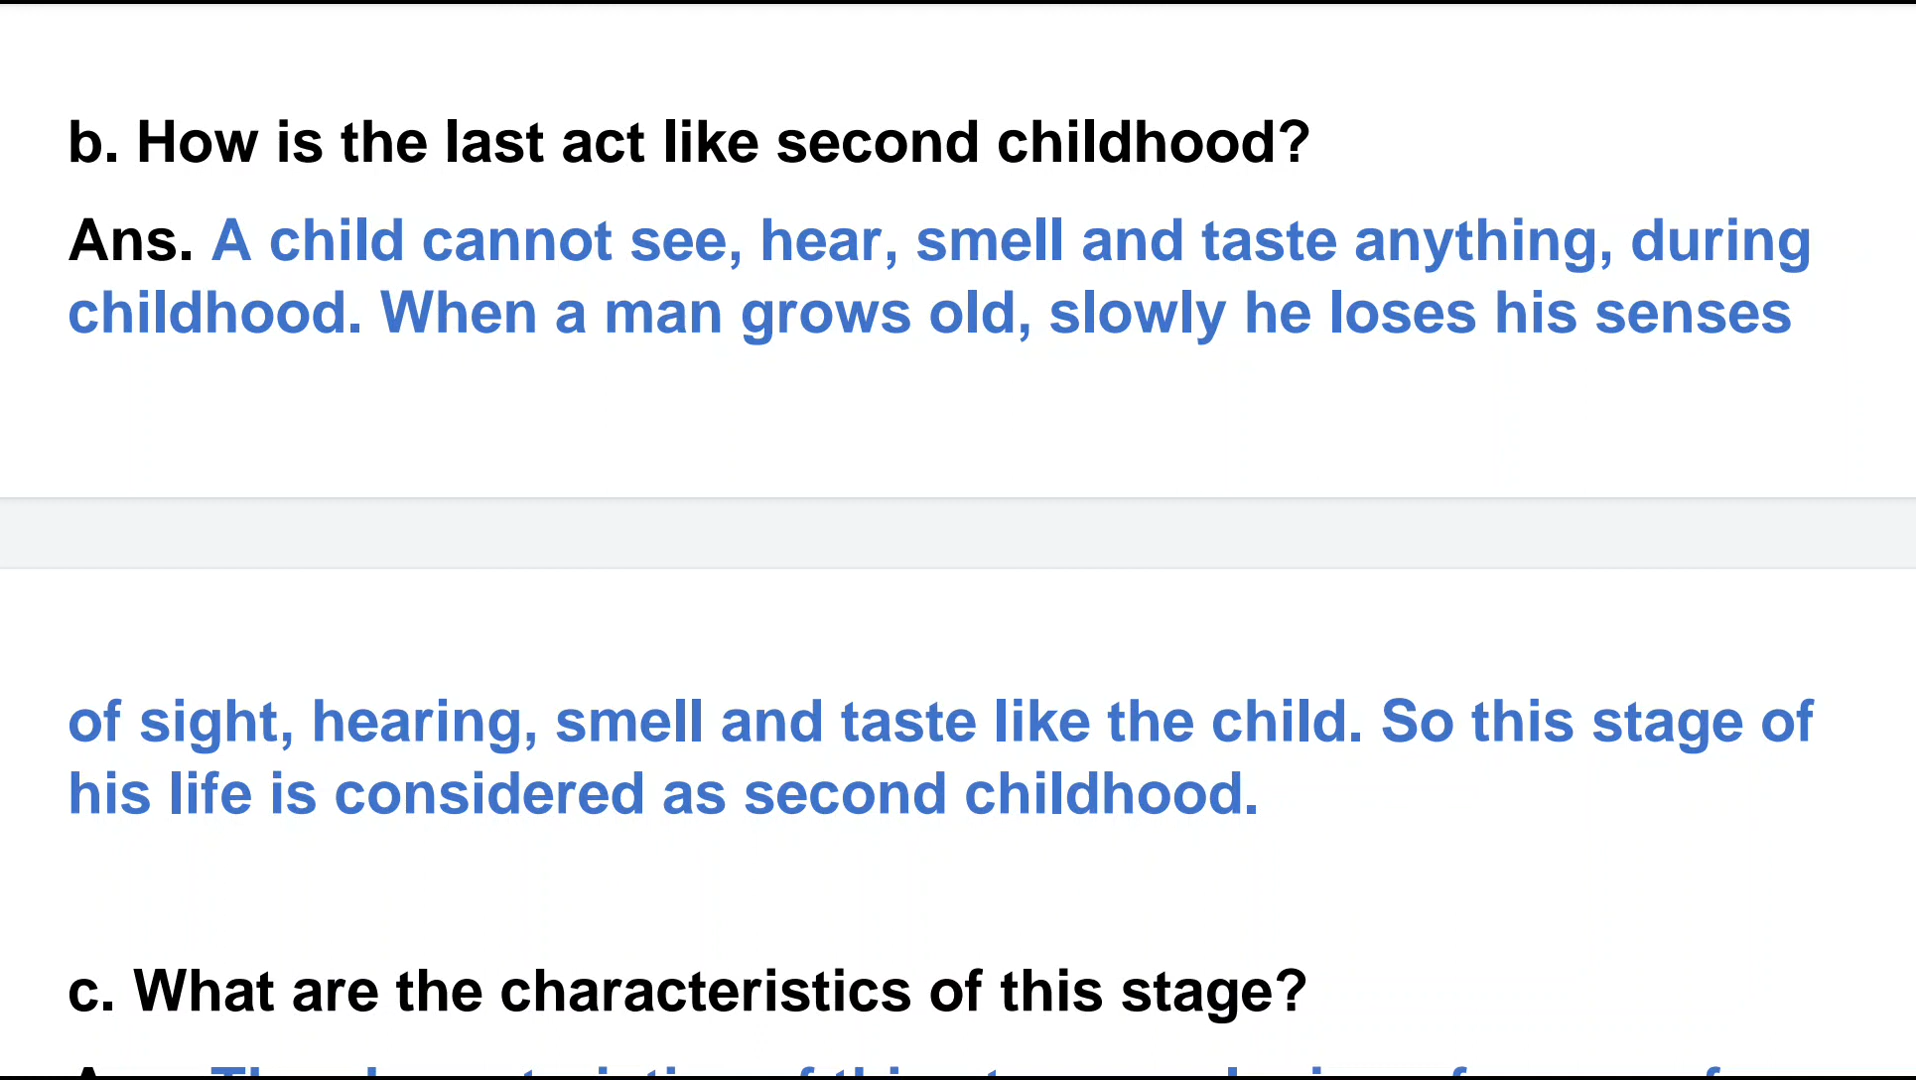 b. How is the last act like second childhood?
Ans. A child cannot see, hear, smell and taste anything, during
childhood. When a man grows old, slowly he loses his senses
of sight, hearing, smell and taste like the child. So this stage of
his life is considered as second childhood.
c. What are the characteristics of this stage?